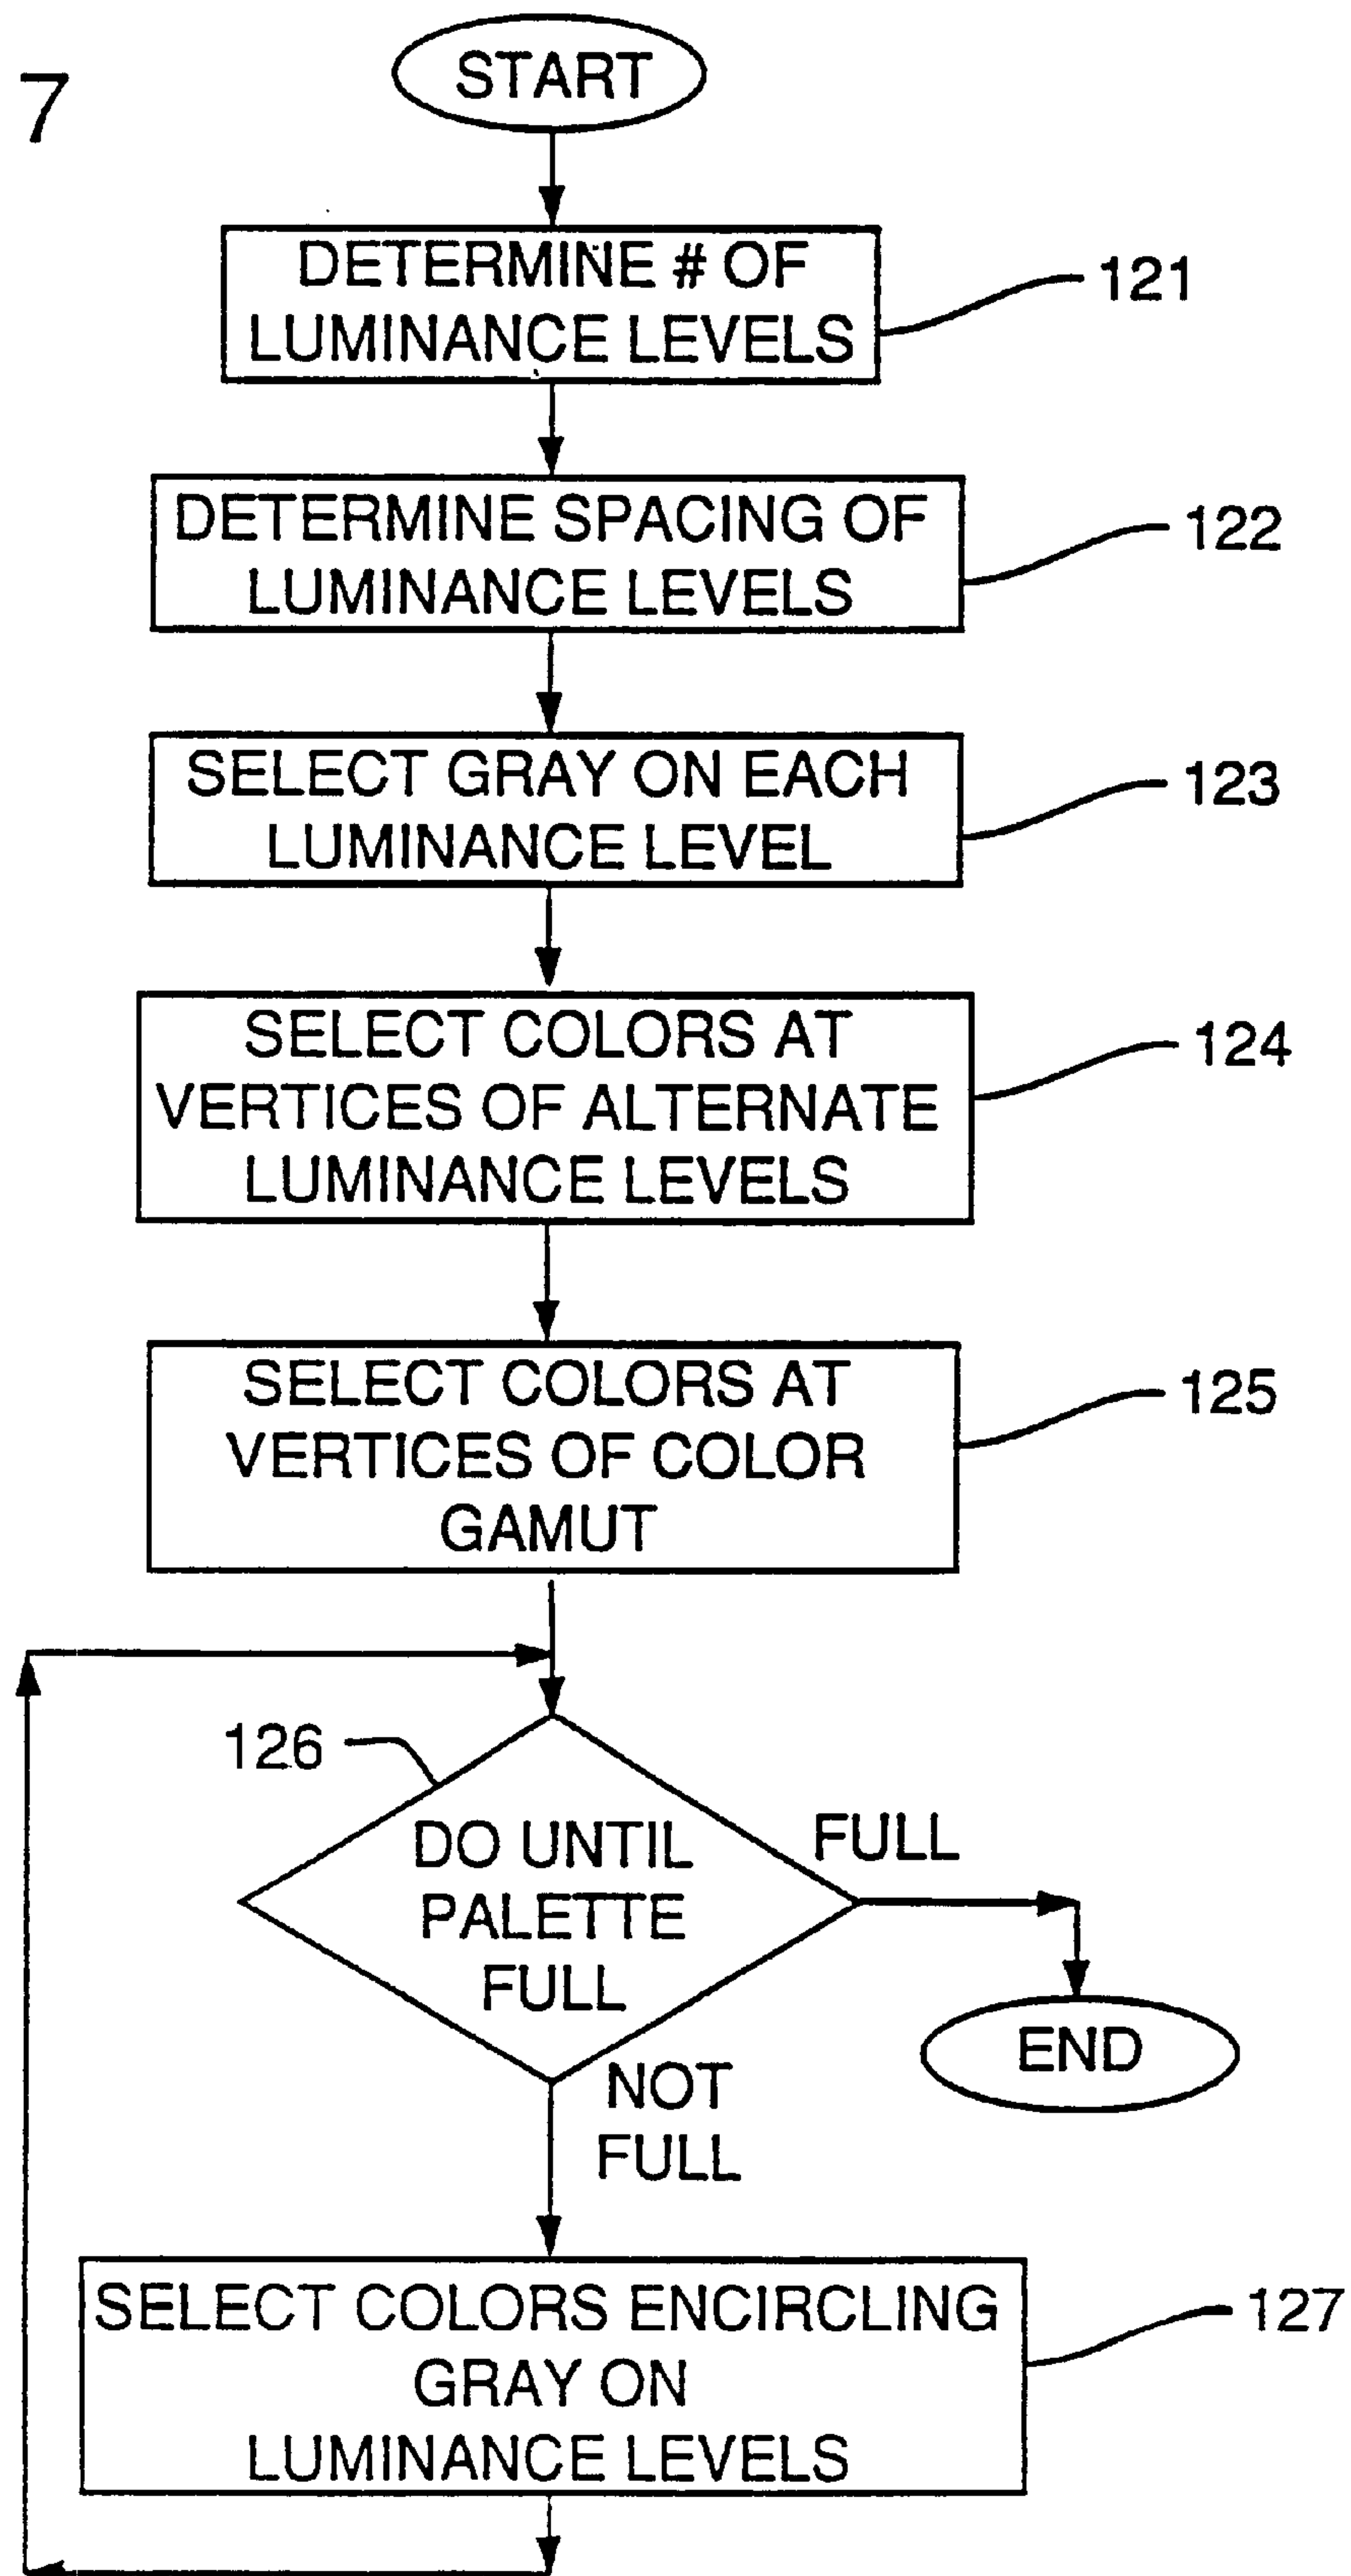 7
START
DETERMINE # OF
LUMINANCE LEVELS
121
DETERMINE SPACING OF
LUMINANCE LEVELS
122
SELECT GRAY ON EACH
LUMINANCE LEVEL
123
SELECT COLORS AT
VERTICES OF ALTERNATE
LUMINANCE LEVELS
124
SELECT COLORS AT
VERTICES OF COLOR
GAMUT
125
126
DO UNTIL
PALETTE
FULL
FULL
END
NOT
FULL
SELECT COLORS ENCIRCLING
GRAY ON
LUMINANCE LEVELS
127